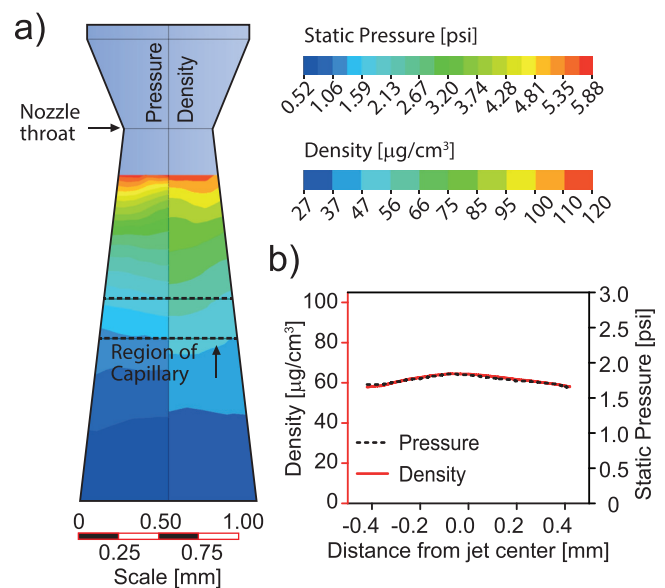 a)
Pressure
Density
Nozzle
throat
Region of
Capillary
0 0.50 1.00
0.25 0.75
Scale [mm]
Static Pressure [psi]
0.52 1.06 1.59 2.13 2.67 3.20 3.74 4.28 4.81 5.35 5.88
Density [μg/cm³]
27 37 47 56 66 75 85 95 100 110 120
b)
Density [μg/cm³]
100
80
60
40
20
0
Static Pressure [psi]
3.0
2.5
2.0
1.5
1.0
0.5
0
Pressure
Density
-0.4 -0.2 0.0 0.2 0.4
Distance from jet center [mm]